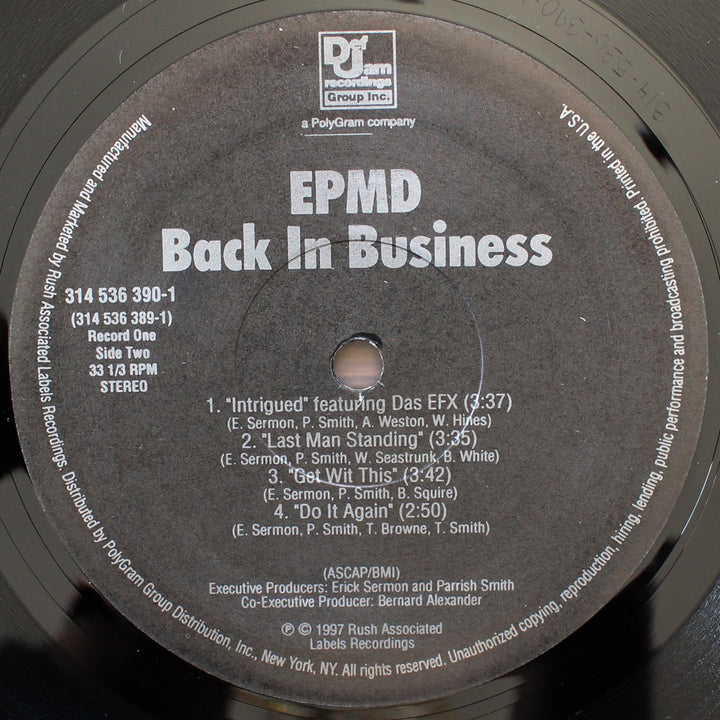 Def
Jam
recordings
Group Inc.
a PolyGram company
EPMD
Back In Business
314 536 390-1
(314 536 389-1)
Record One
Side Two
33 1/3 RPM
STEREO
1. "Intrigued" featuring Das EFX (3:37)
(E. Sermon, P. Smith, A. Weston, W. Hines)
2. "Last Man Standing" (3:35)
(E. Sermon, P. Smith, W. Seastrunk, B. White)
3. "Get Wit This" (3:42)
(E. Sermon, P. Smith, B. Squire)
4. "Do It Again" (2:50)
(E. Sermon, P. Smith, T. Browne, T. Smith)
(ASCAP/BMI)
Executive Producers: Erick Sermon and Parrish Smith
Co-Executive Producer: Bernard Alexander
℗ © 1997 Rush Associated
Labels Recordings
Manufactured and Marketed by Rush Associated Labels Recordings. Distributed by PolyGram Group Distribution, Inc., New York, NY. All rights reserved. Unauthorized copying, reproduction, hiring, lending, public performance and broadcasting prohibited. Printed in the U.S.A.